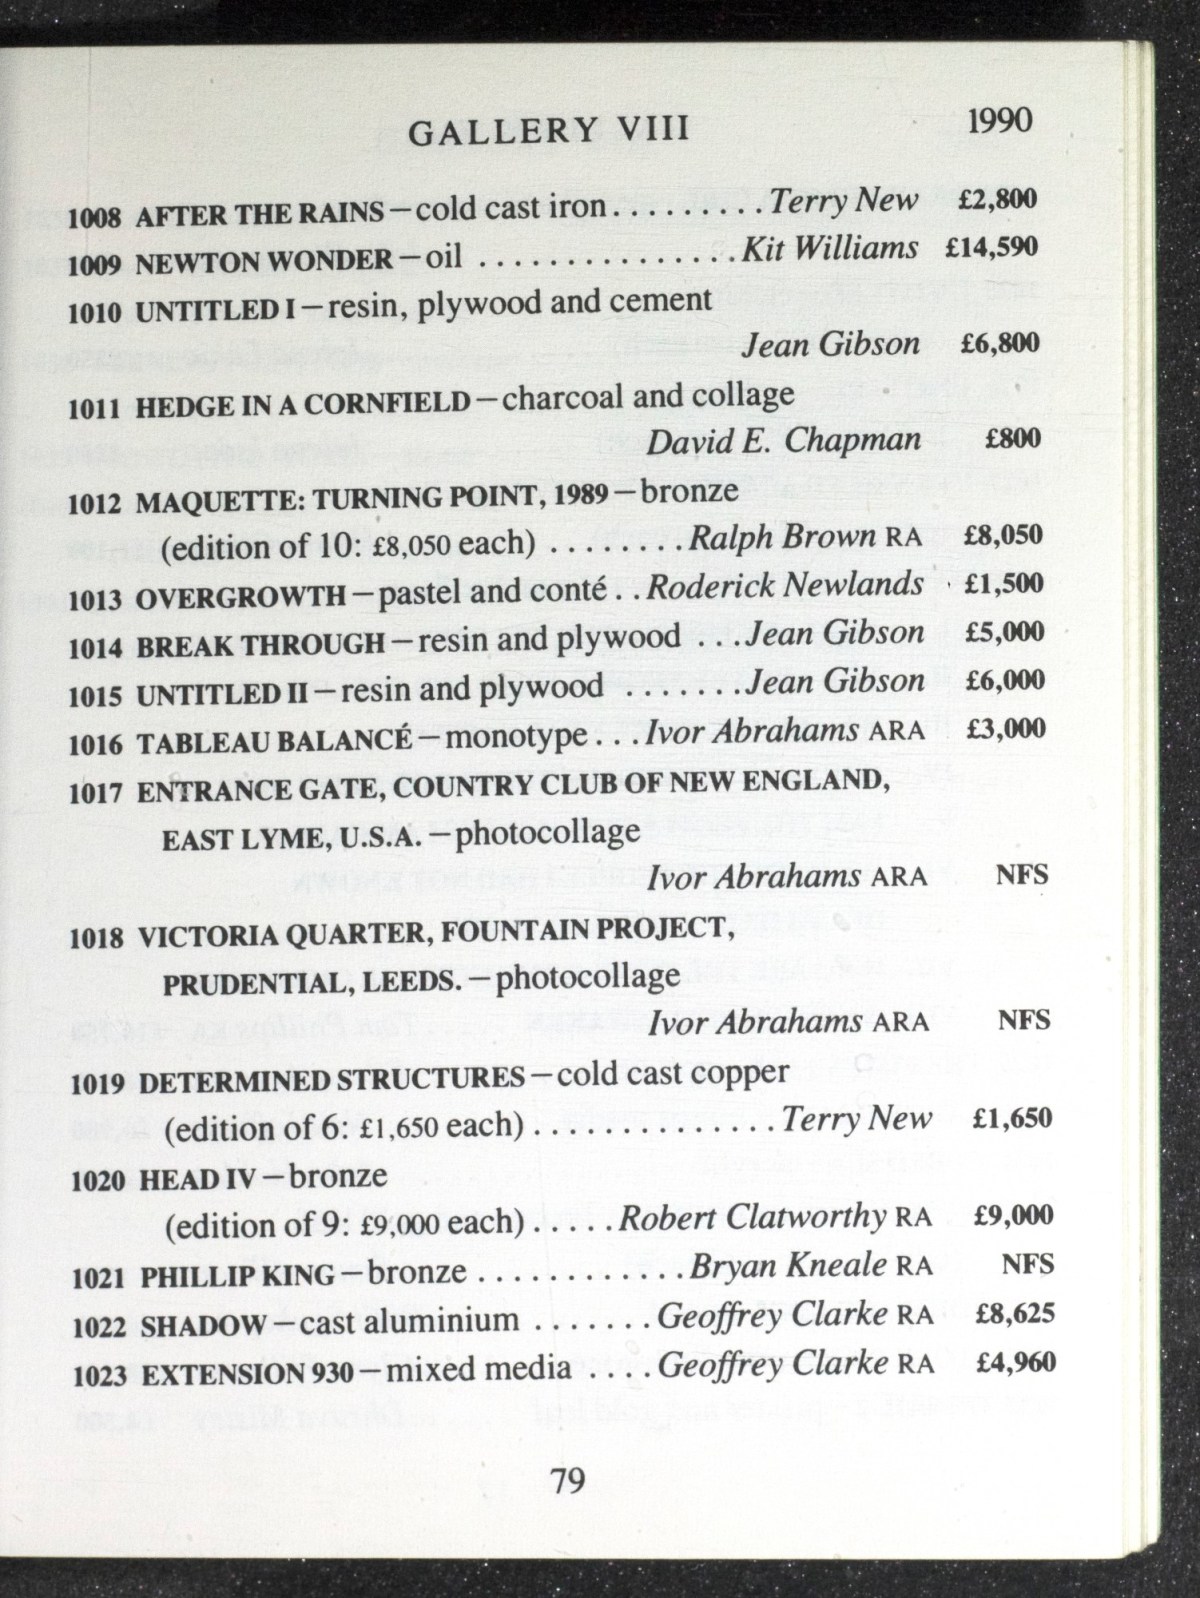 GALLERY VIII 1990
1008 AFTER THE RAINS—cold cast iron.........Terry New £2,800
1009 NEWTON WONDER—oil ...............Kit Williams £14,590
1010 UNTITLED I—resin, plywood and cement
Jean Gibson £6,800
1011 HEDGE IN A CORNFIELD—charcoal and collage
David E. Chapman £800
1012 MAQUETTE: TURNING POINT, 1989—bronze
(edition of 10: £8,050 each) ........Ralph Brown RA £8,050
1013 OVERGROWTH—pastel and conté..Roderick Newlands £1,500
1014 BREAK THROUGH—resin and plywood ...Jean Gibson £5,000
1015 UNTITLED II—resin and plywood .......Jean Gibson £6,000
1016 TABLEAU BALANCÉ—monotype...Ivor Abrahams ARA £3,000
1017 ENTRANCE GATE, COUNTRY CLUB OF NEW ENGLAND,
EAST LYME, U.S.A.—photocollage
Ivor Abrahams ARA NFS
1018 VICTORIA QUARTER, FOUNTAIN PROJECT,
PRUDENTIAL, LEEDS.—photocollage
Ivor Abrahams ARA NFS
1019 DETERMINED STRUCTURES—cold cast copper
(edition of 6: £1,650 each)..............Terry New £1,650
1020 HEAD IV—bronze
(edition of 9: £9,000 each).....Robert Clatworthy RA £9,000
1021 PHILLIP KING—bronze............Bryan Kneale RA NFS
1022 SHADOW—cast aluminium .......Geoffrey Clarke RA £8,625
1023 EXTENSION 930—mixed media ....Geoffrey Clarke RA £4,960
79